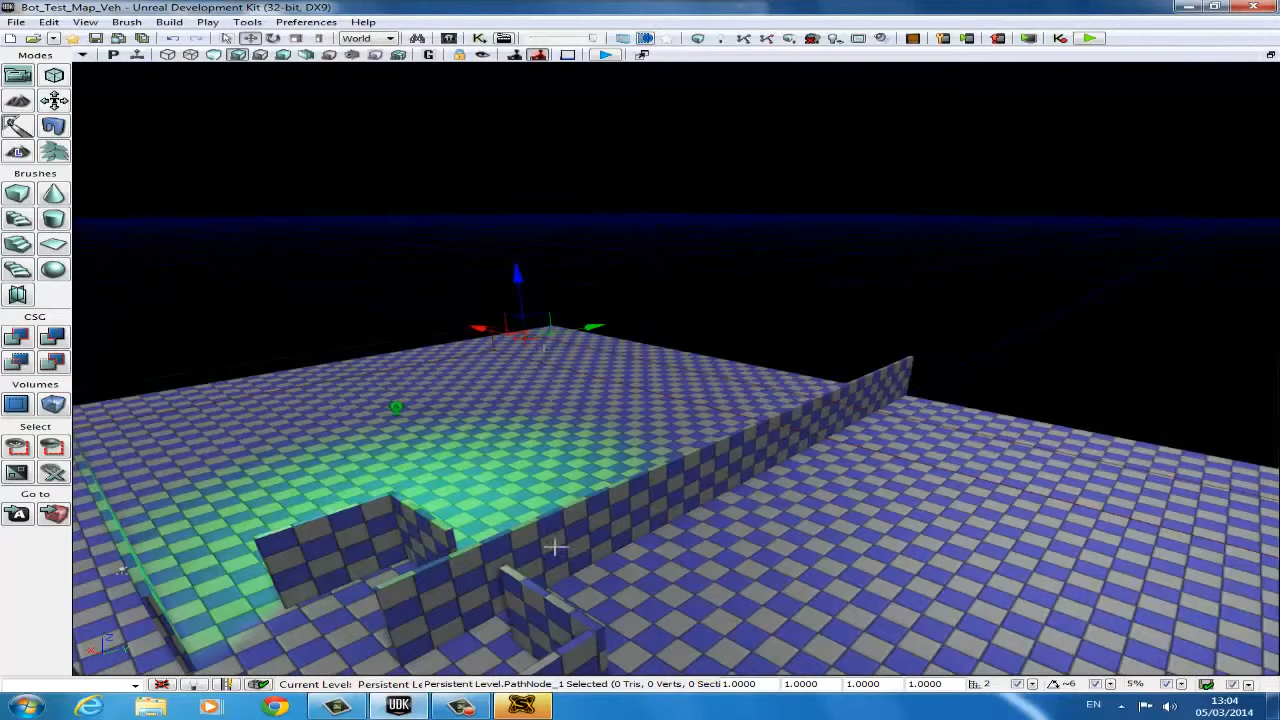 Bot_Test_Map_Veh - Unreal Development Kit (32-bit, DX9)
File Edit View Brush Build Play Tools Preferences Help
World
Modes
P
G
Brushes
CSG
Volumes
Select
Go to
A
Z
X
Y
Current Level: Persistent Le
Persistent Level.PathNode_1 Selected (0 Tris, 0 Verts, 0 Secti
1.0000 1.0000 1.0000 1.0000
2
~6
5%
EN
13:04
05/03/2014